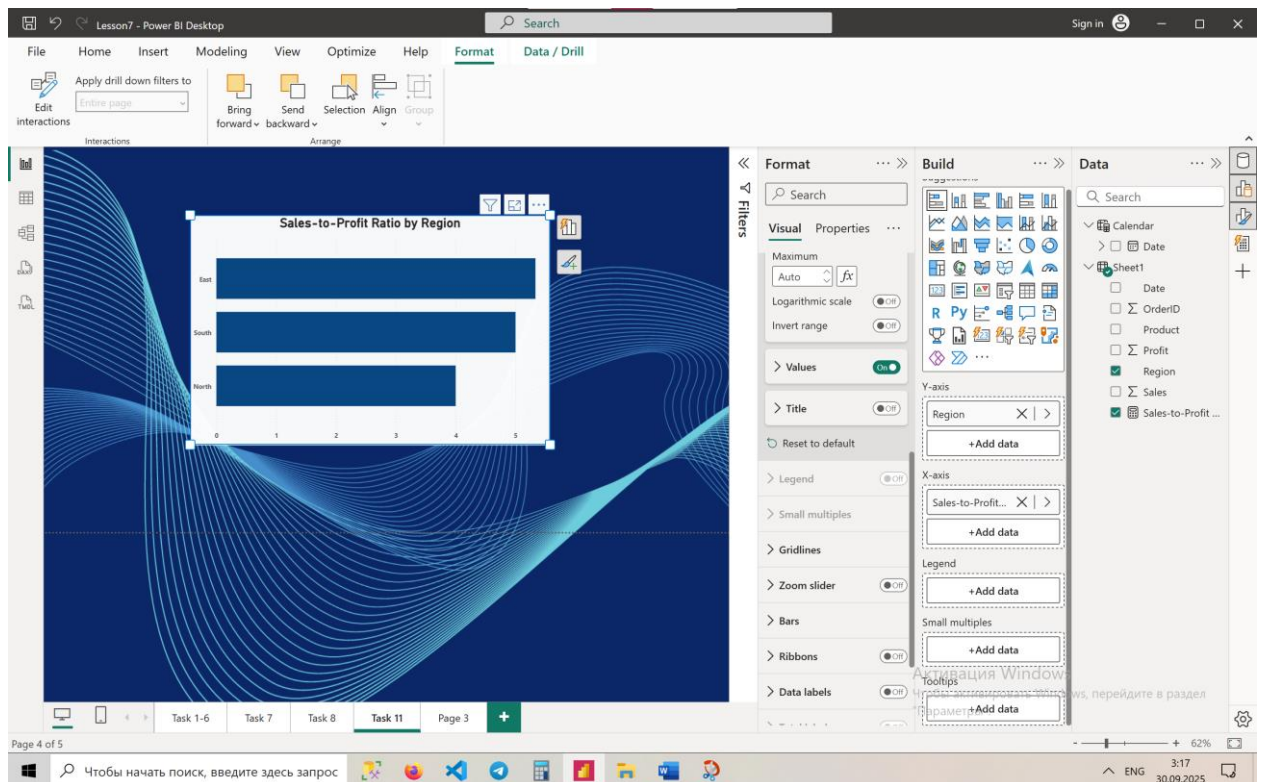 Lesson7 - Power BI Desktop
Search
Sign in
File Home Insert Modeling View Optimize Help Format Data / Drill
Edit interactions
Apply drill down filters to
Entire page
Bring forward
Send backward
Selection
Align
Group
Interactions
Arrange
Sales-to-Profit Ratio by Region
East
South
North
0 1 2 3 4 5
Filters
Format
Search
Visual Properties
Maximum
Auto
fx
Logarithmic scale Off
Invert range Off
Values On
Title Off
Reset to default
Legend Off
Small multiples
Gridlines
Zoom slider Off
Bars
Ribbons Off
Data labels Off
Build
R Py
123
Y-axis
Region
+Add data
X-axis
Sales-to-Profit...
+Add data
Legend
+Add data
Small multiples
+Add data
Tooltips
+Add data
Data
Search
Calendar
Date
Sheet1
Date
OrderID
Product
Profit
Region
Sales
Sales-to-Profit ...
Активация Windows
Task 1-6 Task 7 Task 8 Task 11 Page 3 +
Page 4 of 5
62%
Чтобы начать поиск, введите здесь запрос
ENG
3:17
30.09.2025